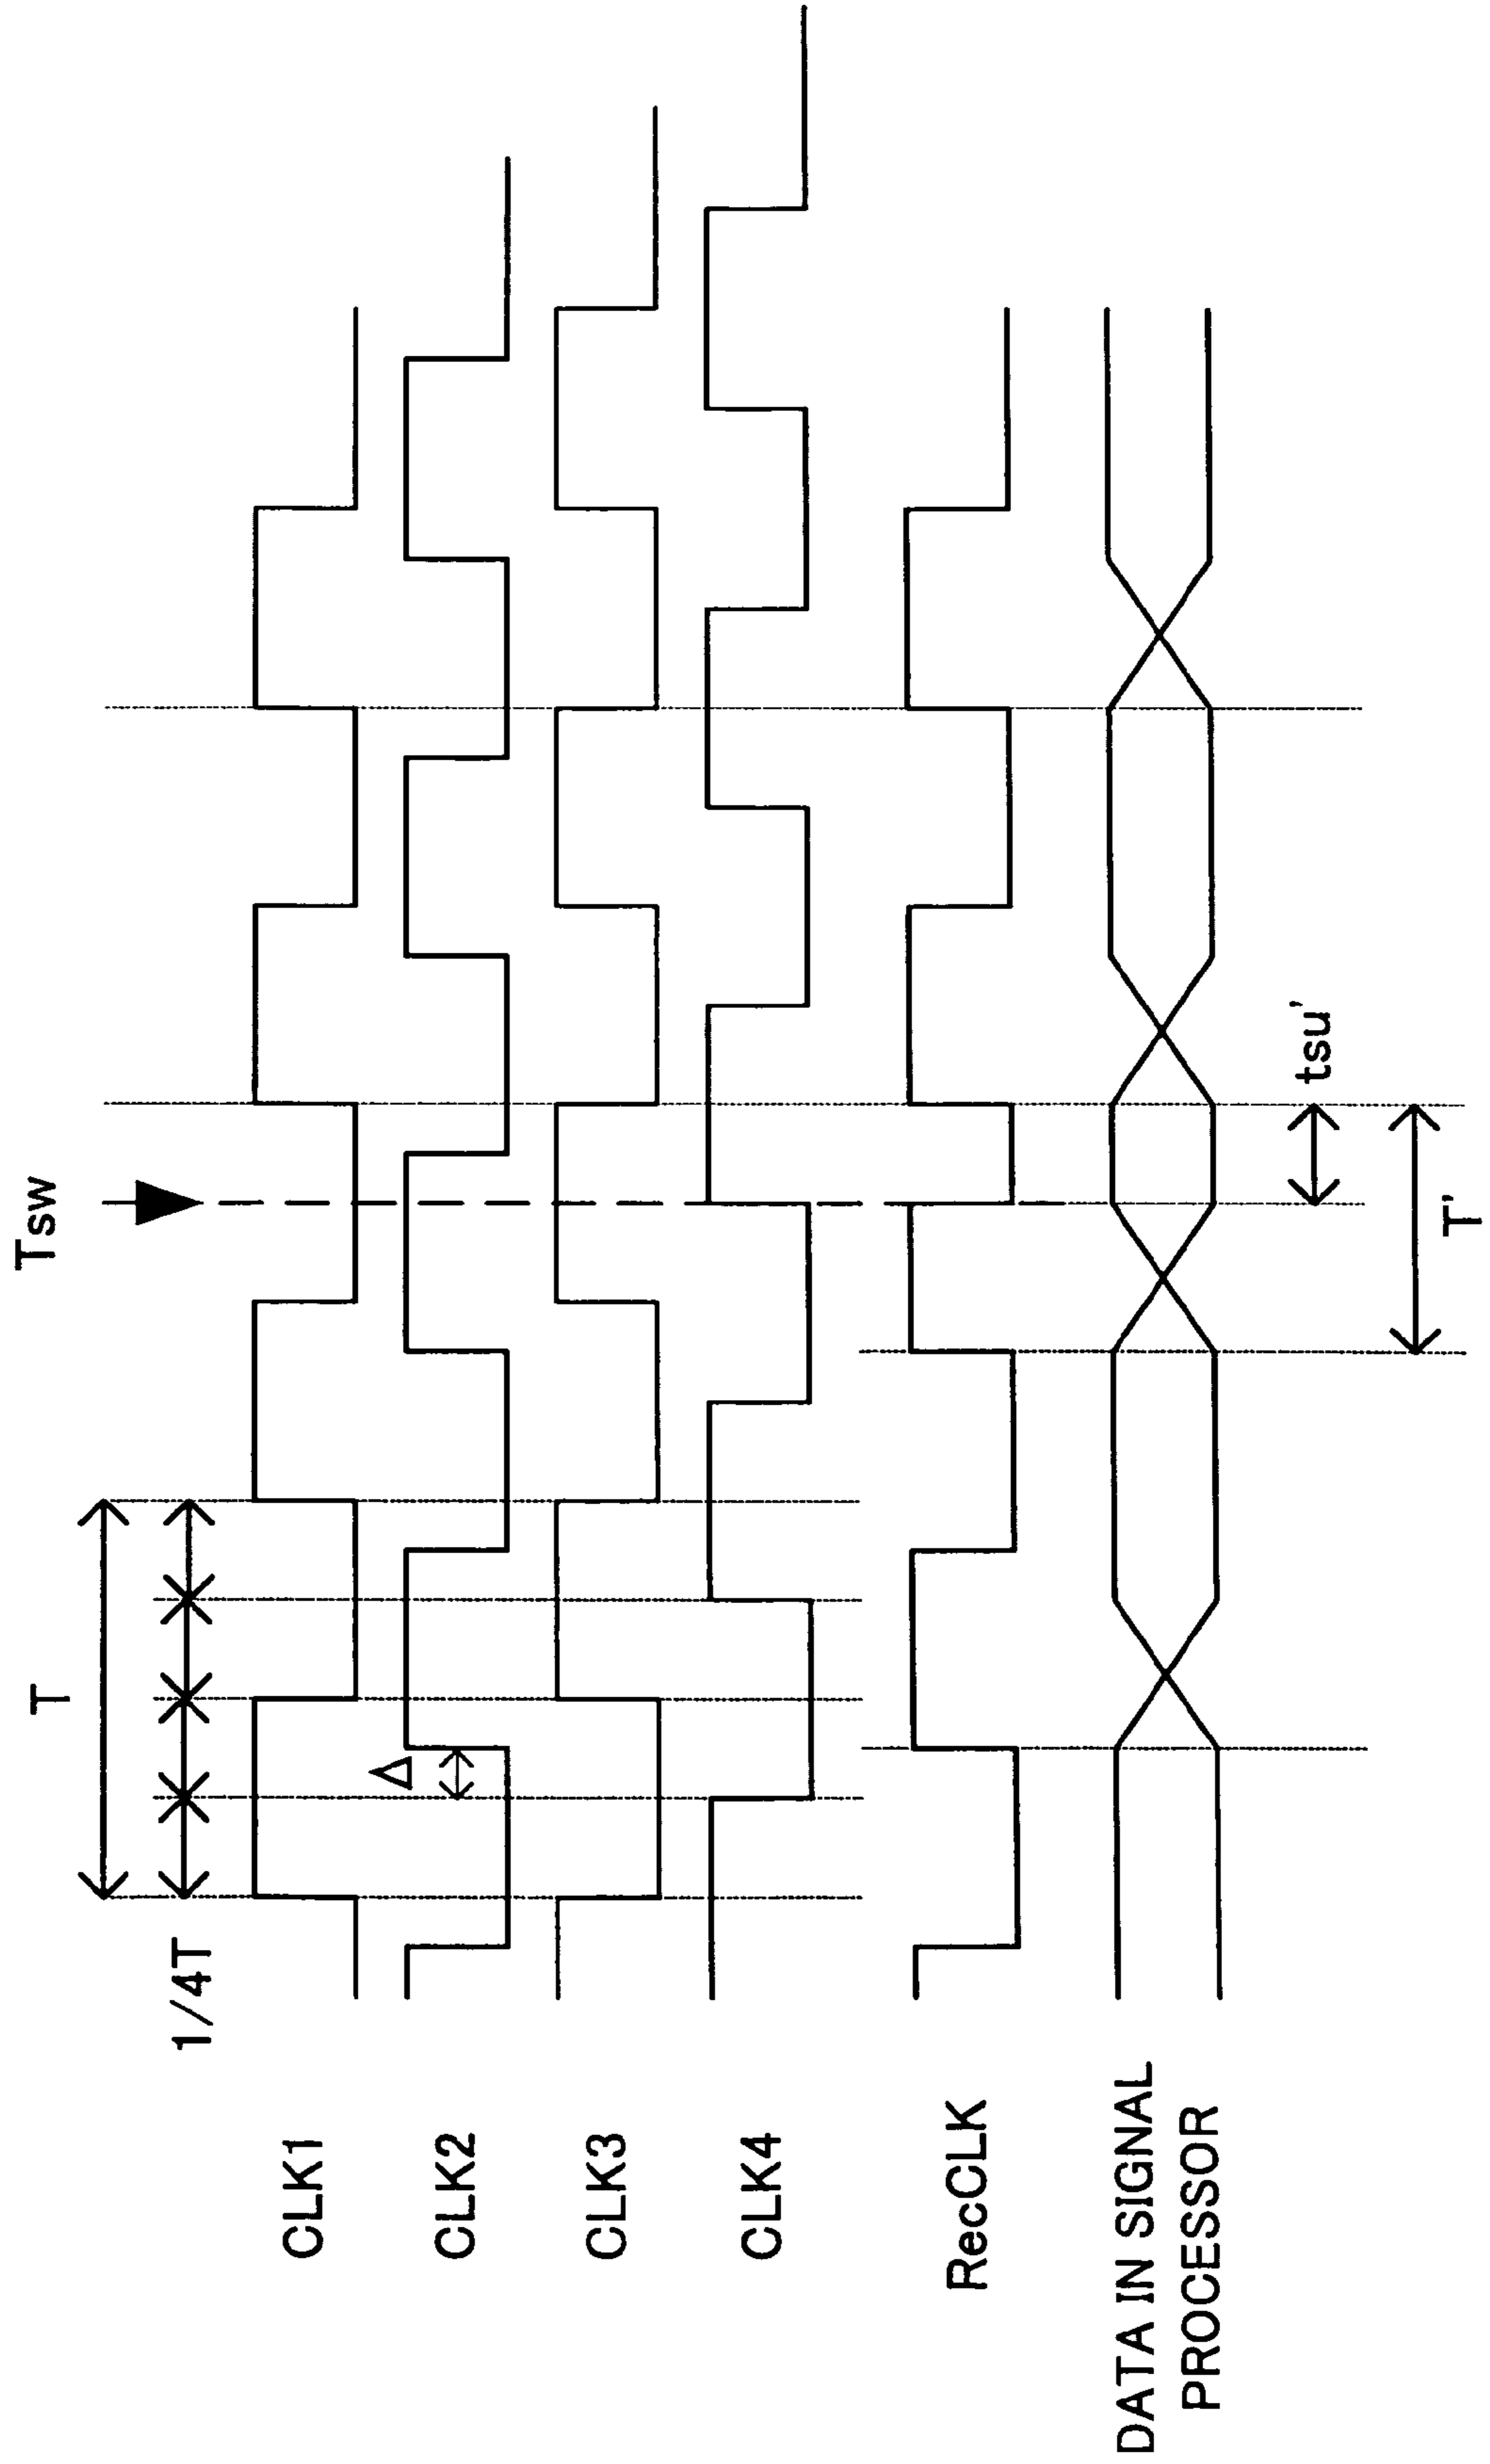 Tsw
T
1/4T
CLK1
Δ
CLK2
CLK3
CLK4
RecCLK
DATA IN SIGNAL
PROCESSOR
tsu'
T'